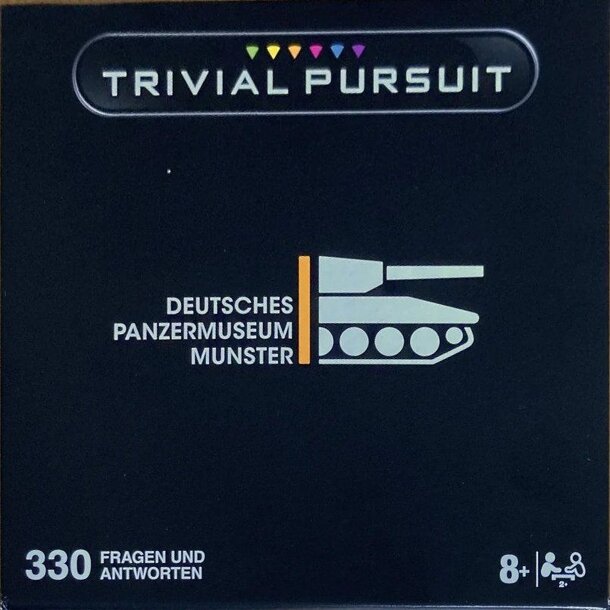 TRIVIAL PURSUIT
DEUTSCHES
PANZERMUSEUM
MUNSTER
330 FRAGEN UND
ANTWORTEN
8+
2+